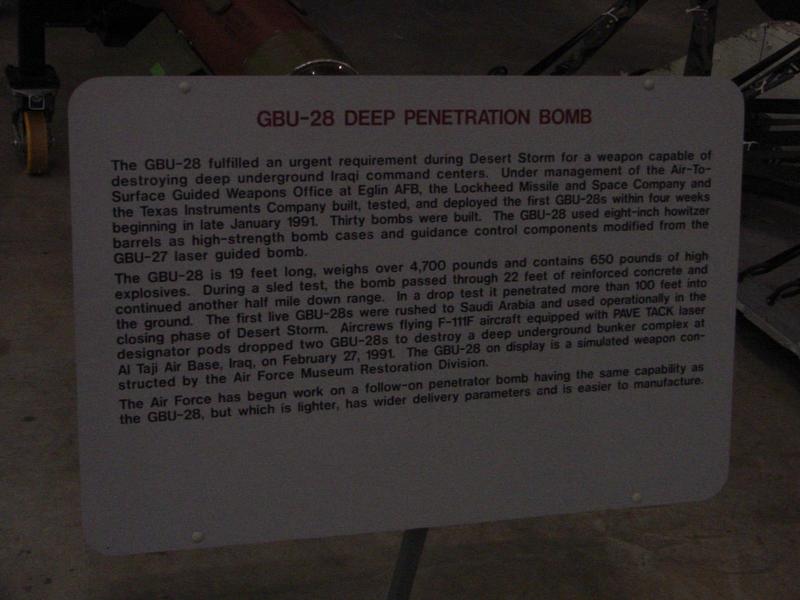 GBU-28 DEEP PENETRATION BOMB
The GBU-28 fulfilled an urgent requirement during Desert Storm for a weapon capable of
destroying deep underground Iraqi command centers. Under management of the Air-To-
Surface Guided Weapons Office at Eglin AFB, the Lockheed Missile and Space Company and
the Texas Instruments Company built, tested, and deployed the first GBU-28s within four weeks
beginning in late January 1991. Thirty bombs were built. The GBU-28 used eight-inch howitzer
barrels as high-strength bomb cases and guidance control components modified from the
GBU-27 laser guided bomb.
The GBU-28 is 19 feet long, weighs over 4,700 pounds and contains 650 pounds of high
explosives. During a sled test, the bomb passed through 22 feet of reinforced concrete and
continued another half mile down range. In a drop test it penetrated more than 100 feet into
the ground. The first live GBU-28s were rushed to Saudi Arabia and used operationally in the
closing phase of Desert Storm. Aircrews flying F-111F aircraft equipped with PAVE TACK laser
designator pods dropped two GBU-28s to destroy a deep underground bunker complex at
Al Taji Air Base, Iraq, on February 27, 1991. The GBU-28 on display is a simulated weapon con-
structed by the Air Force Museum Restoration Division.
The Air Force has begun work on a follow-on penetrator bomb having the same capability as
the GBU-28, but which is lighter, has wider delivery parameters and is easier to manufacture.